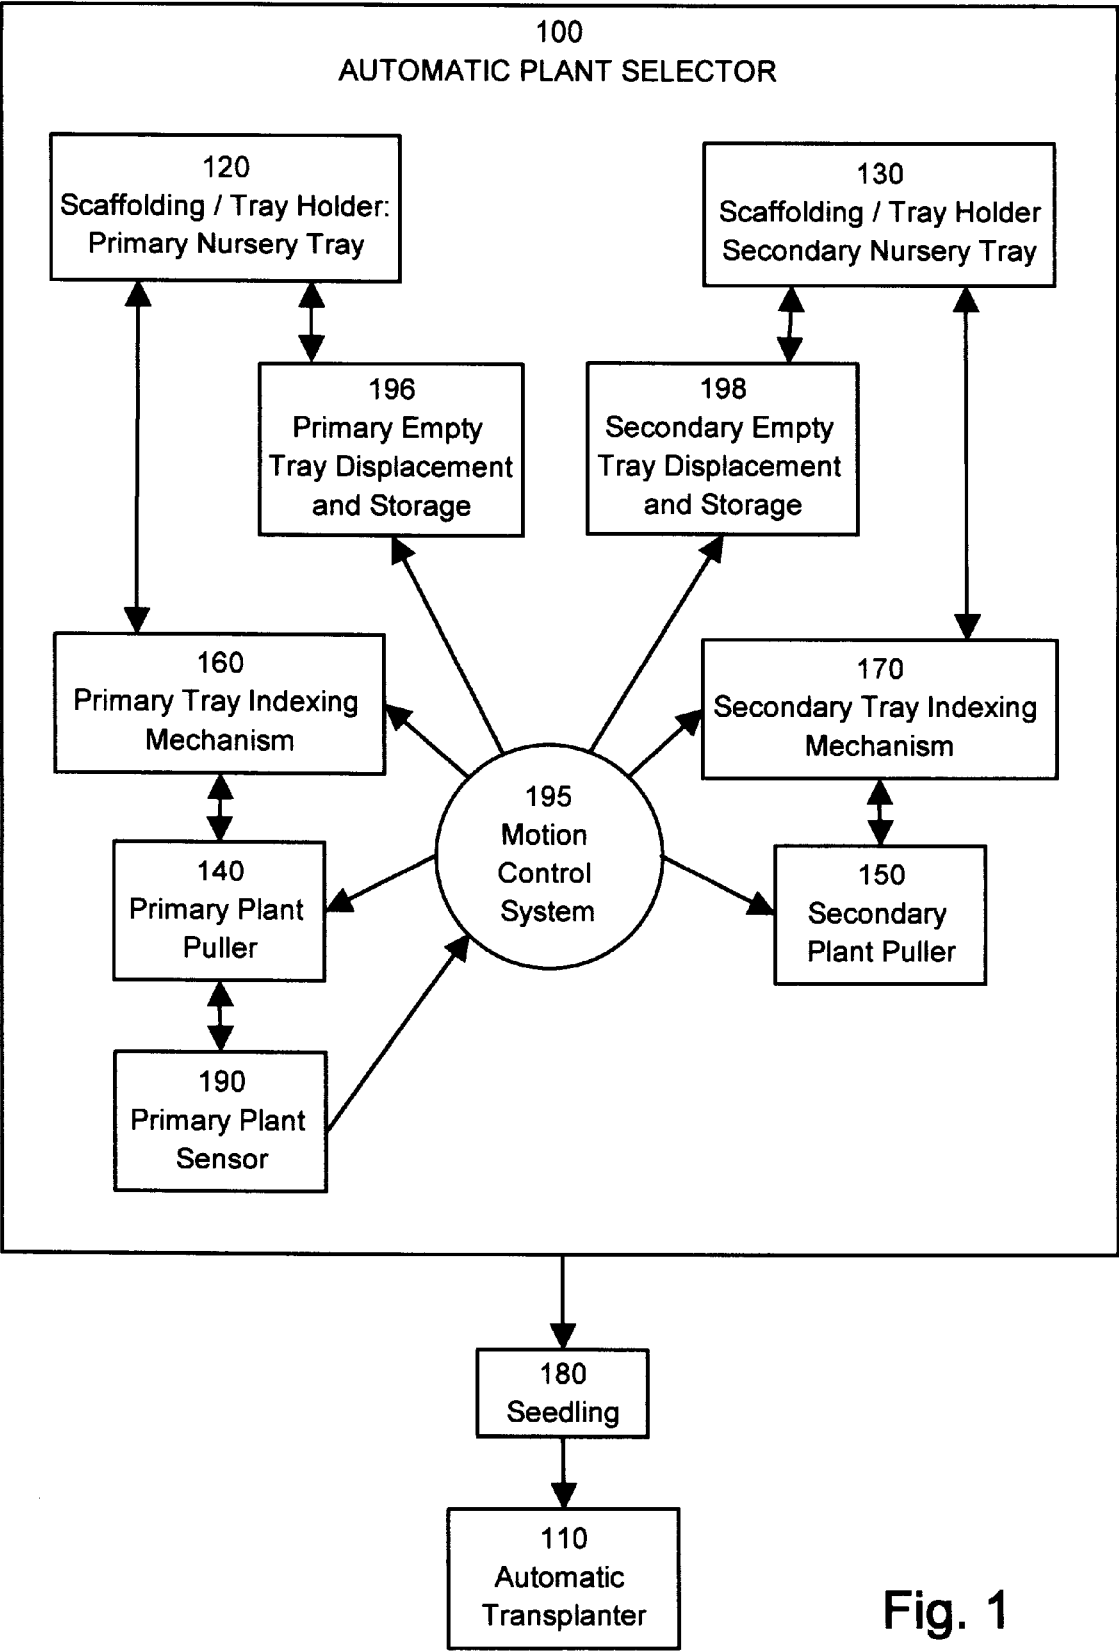 100
AUTOMATIC PLANT SELECTOR
120
Scaffolding / Tray Holder:
Primary Nursery Tray
130
Scaffolding / Tray Holder
Secondary Nursery Tray
196
Primary Empty
Tray Displacement
and Storage
198
Secondary Empty
Tray Displacement
and Storage
160
Primary Tray Indexing
Mechanism
170
Secondary Tray Indexing
Mechanism
195
Motion
Control
System
140
Primary Plant
Puller
150
Secondary
Plant Puller
190
Primary Plant
Sensor
180
Seedling
110
Automatic
Transplanter
Fig. 1